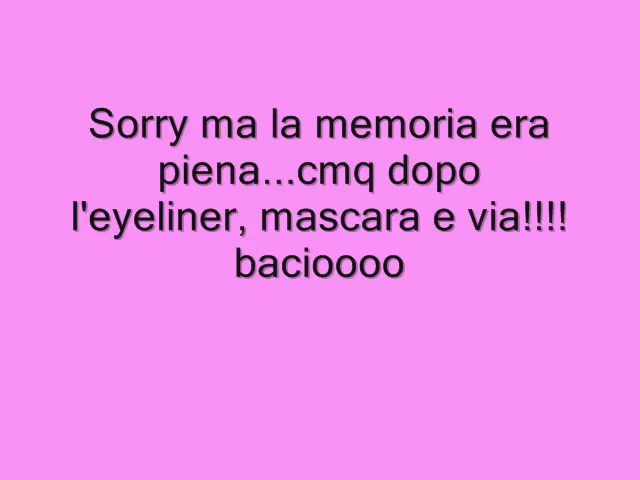 Sorry ma la memoria era
piena...cmq dopo
l'eyeliner, mascara e via!!!!
bacioooo